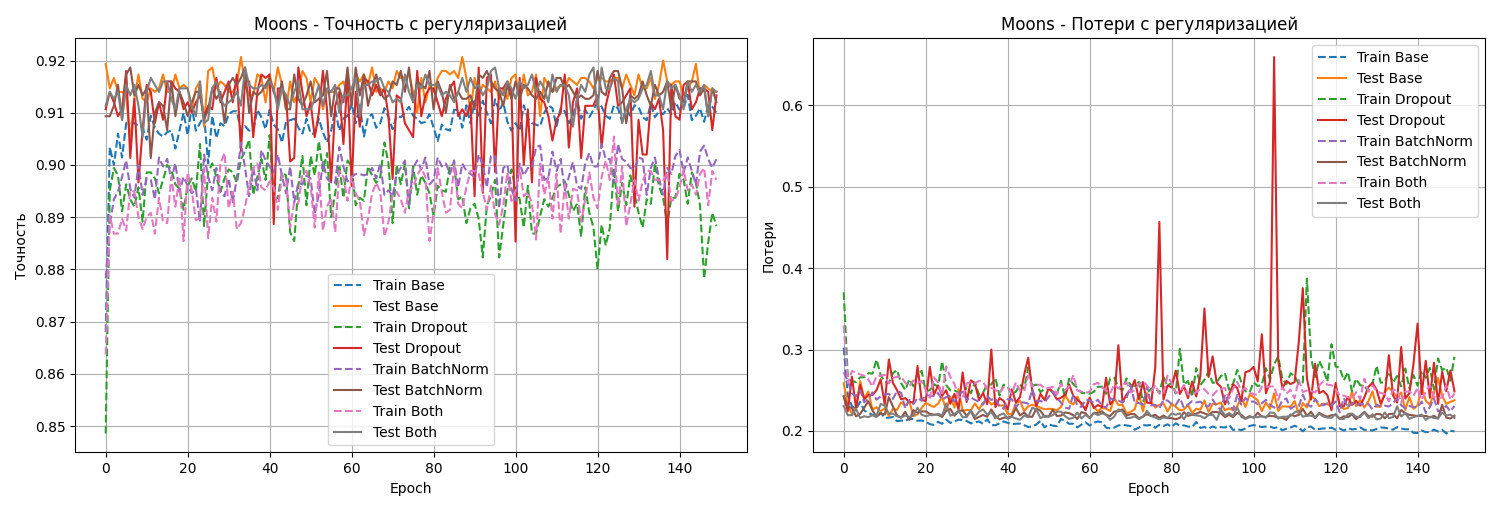 Moons - Точность с регуляризацией
Точность
0.92
0.91
0.90
0.89
0.88
0.87
0.86
0.85
Train Base
Test Base
Train Dropout
Test Dropout
Train BatchNorm
Test BatchNorm
Train Both
Test Both
0 20 40 60 80 100 120 140
Epoch
Moons - Потери с регуляризацией
Потери
0.6
0.5
0.4
0.3
0.2
Train Base
Test Base
Train Dropout
Test Dropout
Train BatchNorm
Test BatchNorm
Train Both
Test Both
0 20 40 60 80 100 120 140
Epoch